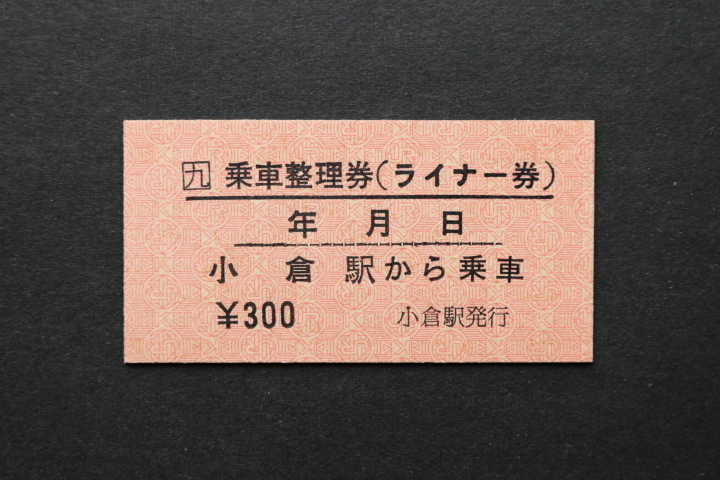 九 乗車整理券(ライナー券)
年 月 日
小 倉 駅から乗車
¥300 小倉駅発行